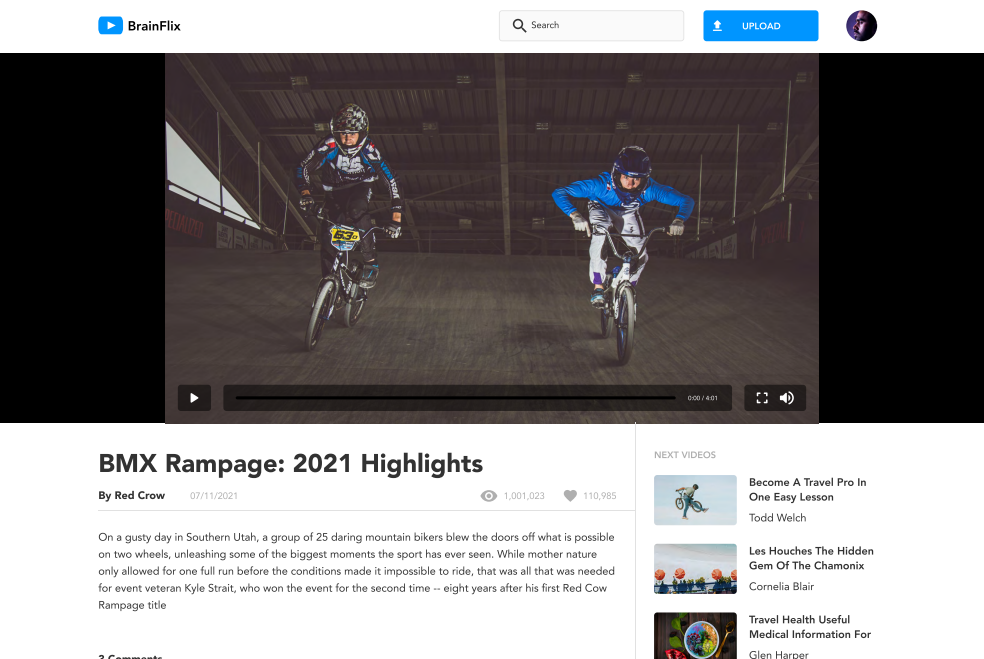 BrainFlix
Search
UPLOAD
SPECIALIZED
630
0:00 / 4:01
BMX Rampage: 2021 Highlights
By Red Crow
07/11/2021
1,001,023
110,985
On a gusty day in Southern Utah, a group of 25 daring mountain bikers blew the doors off what is possible
on two wheels, unleashing some of the biggest moments the sport has ever seen. While mother nature
only allowed for one full run before the conditions made it impossible to ride, that was all that was needed
for event veteran Kyle Strait, who won the event for the second time -- eight years after his first Red Cow
Rampage title
3 Comments
NEXT VIDEOS
Become A Travel Pro In
One Easy Lesson
Todd Welch
Les Houches The Hidden
Gem Of The Chamonix
Cornelia Blair
Travel Health Useful
Medical Information For
Glen Harper